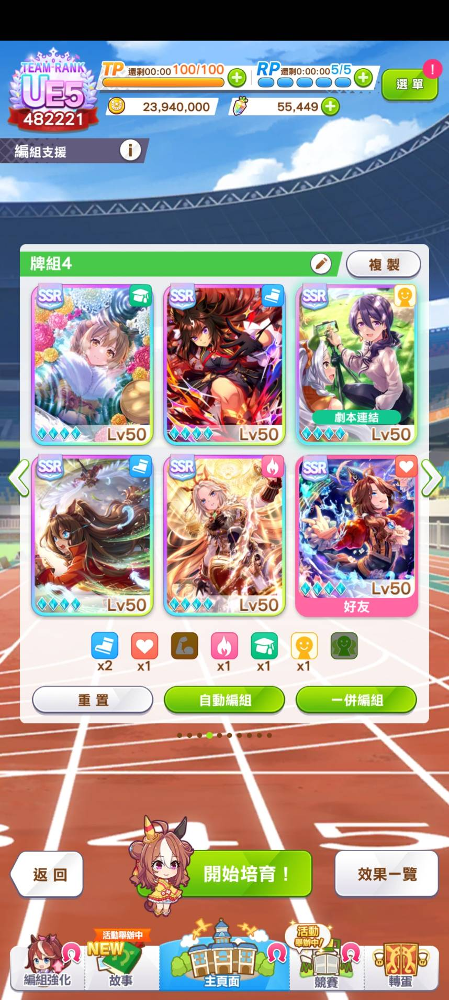 TEAM-RANK
UE5
482221
TP 還剩00:00 100/100
RP 還剩0:00:00 5/5
選單
!
23,940,000
55,449
編組支援
i
牌組4
複製
SSR
SSR
SSR
劇本連結
Lv50
Lv50
Lv50
SSR
SSR
SSR
Lv50
Lv50
Lv50
好友
x2
x1
x1
x1
x1
重置
自動編組
一併編組
3 4 5
返回
開始培育！
效果一覽
活動舉辦中
NEW
活動
舉辦中!
編組強化
故事
主頁面
競賽
轉蛋